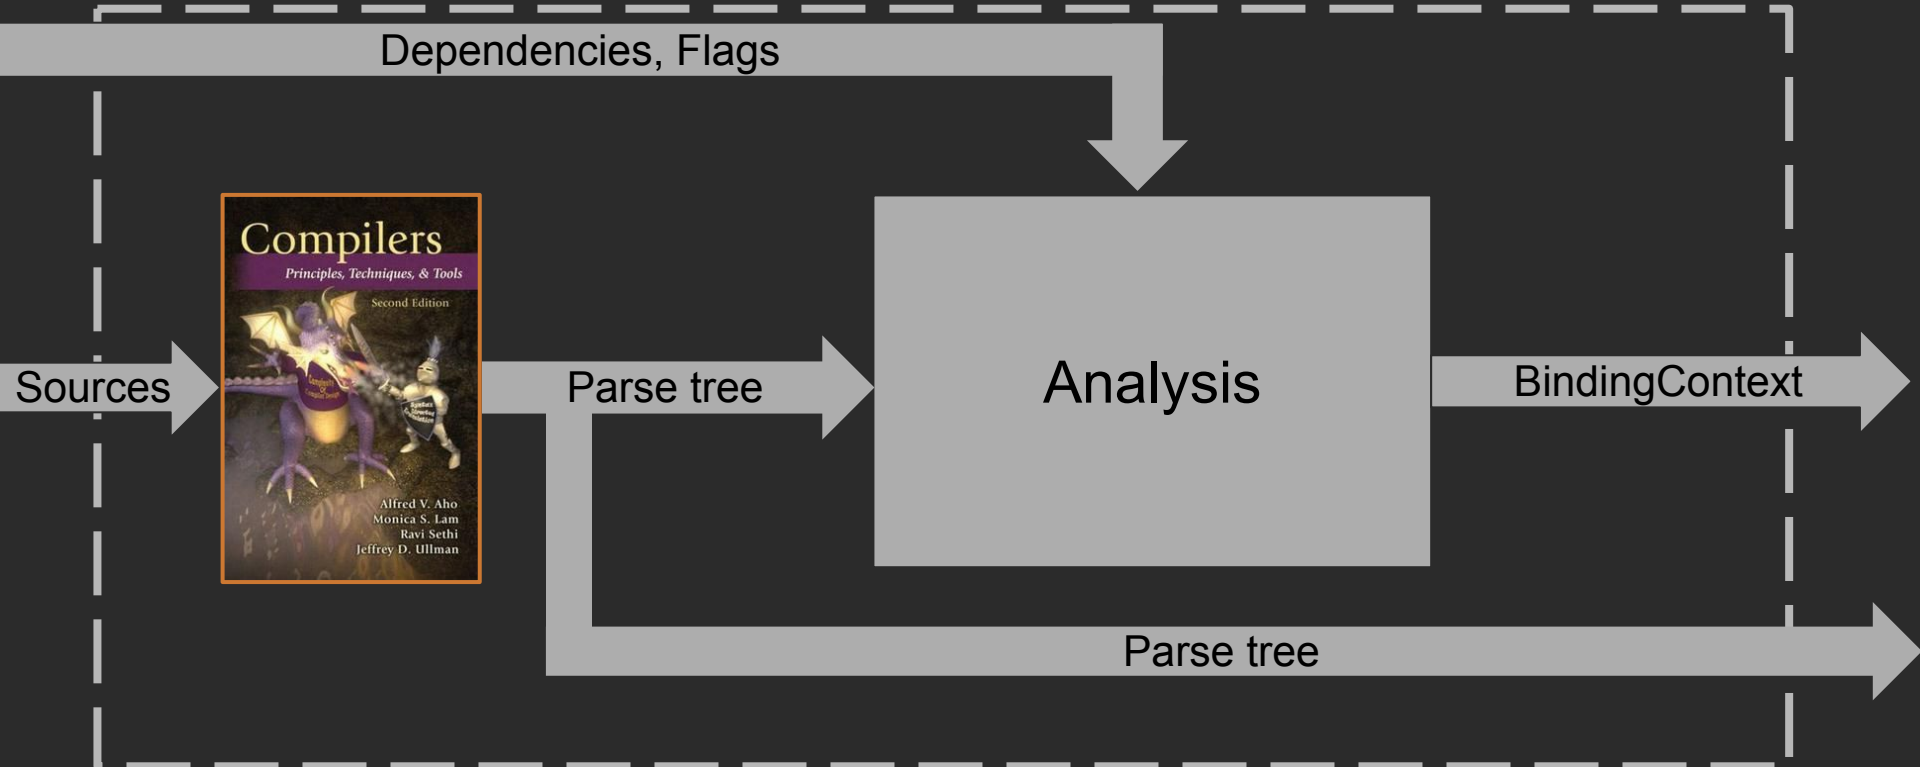 Dependencies, Flags
Compilers
Principles, Techniques, & Tools
Second Edition
Sources
Parse tree
Analysis
BindingContext
Alfred V. Aho
Monica S. Lam
Ravi Sethi
Jeffrey D. Ullman
Parse tree